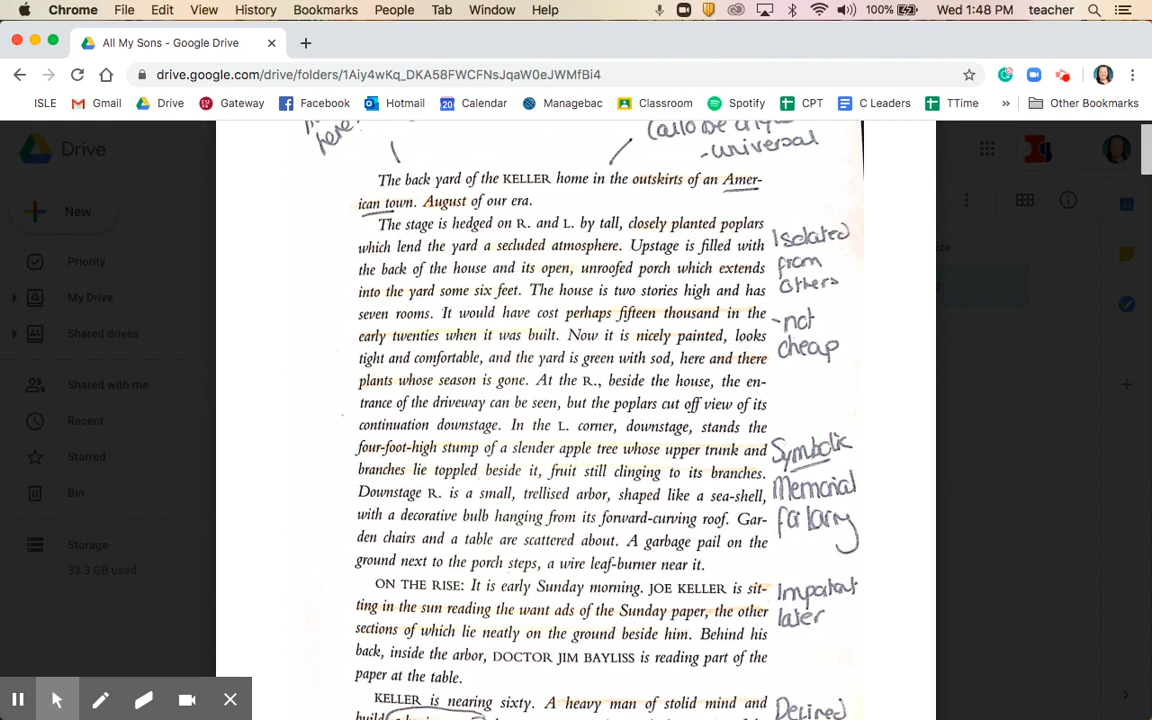 Chrome File Edit View History Bookmarks People Tab Window Help 100% Wed 1:48 PM teacher
All My Sons - Google Drive
drive.google.com/drive/folders/1Aiy4wKq_DKA58FWCFNsJqaW0eJWMfBi4
ISLE Gmail Drive Gateway Facebook Hotmail 20 Calendar Managebac Classroom Spotify CPT C Leaders TTime » Other Bookmarks
Drive
New
Priority
My Drive
Shared drives
Shared with me
Recent
Starred
Bin
Storage
33.3 GB used
here?
could be any
-universal
The back yard of the KELLER home in the outskirts of an Amer-
ican town. August of our era.
The stage is hedged on R. and L. by tall, closely planted poplars
which lend the yard a secluded atmosphere. Upstage is filled with
the back of the house and its open, unroofed porch which extends
into the yard some six feet. The house is two stories high and has
seven rooms. It would have cost perhaps fifteen thousand in the
early twenties when it was built. Now it is nicely painted, looks
tight and comfortable, and the yard is green with sod, here and there
plants whose season is gone. At the R., beside the house, the en-
trance of the driveway can be seen, but the poplars cut off view of its
continuation downstage. In the L. corner, downstage, stands the
four-foot-high stump of a slender apple tree whose upper trunk and
branches lie toppled beside it, fruit still clinging to its branches.
Downstage R. is a small, trellised arbor, shaped like a sea-shell,
with a decorative bulb hanging from its forward-curving roof. Gar-
den chairs and a table are scattered about. A garbage pail on the
ground next to the porch steps, a wire leaf-burner near it.
ON THE RISE: It is early Sunday morning. JOE KELLER is sit-
ting in the sun reading the want ads of the Sunday paper, the other
sections of which lie neatly on the ground beside him. Behind his
back, inside the arbor, DOCTOR JIM BAYLISS is reading part of the
paper at the table.
KELLER is nearing sixty. A heavy man of stolid mind and
build
Isolated
from
others
-not
cheap
Symbolic
Memorial
for larry
Important
later